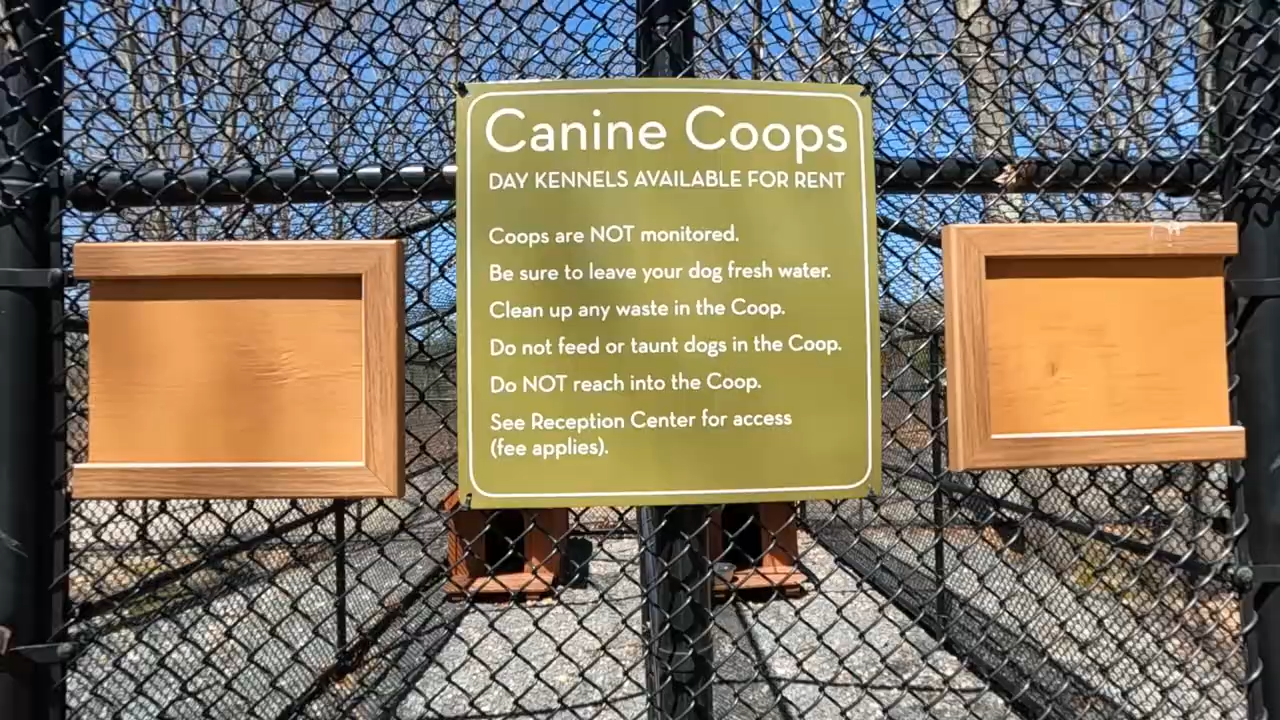 Canine Coops
DAY KENNELS AVAILABLE FOR RENT
Coops are NOT monitored.
Be sure to leave your dog fresh water.
Clean up any waste in the Coop.
Do not feed or taunt dogs in the Coop.
Do NOT reach into the Coop.
See Reception Center for access
(fee applies).